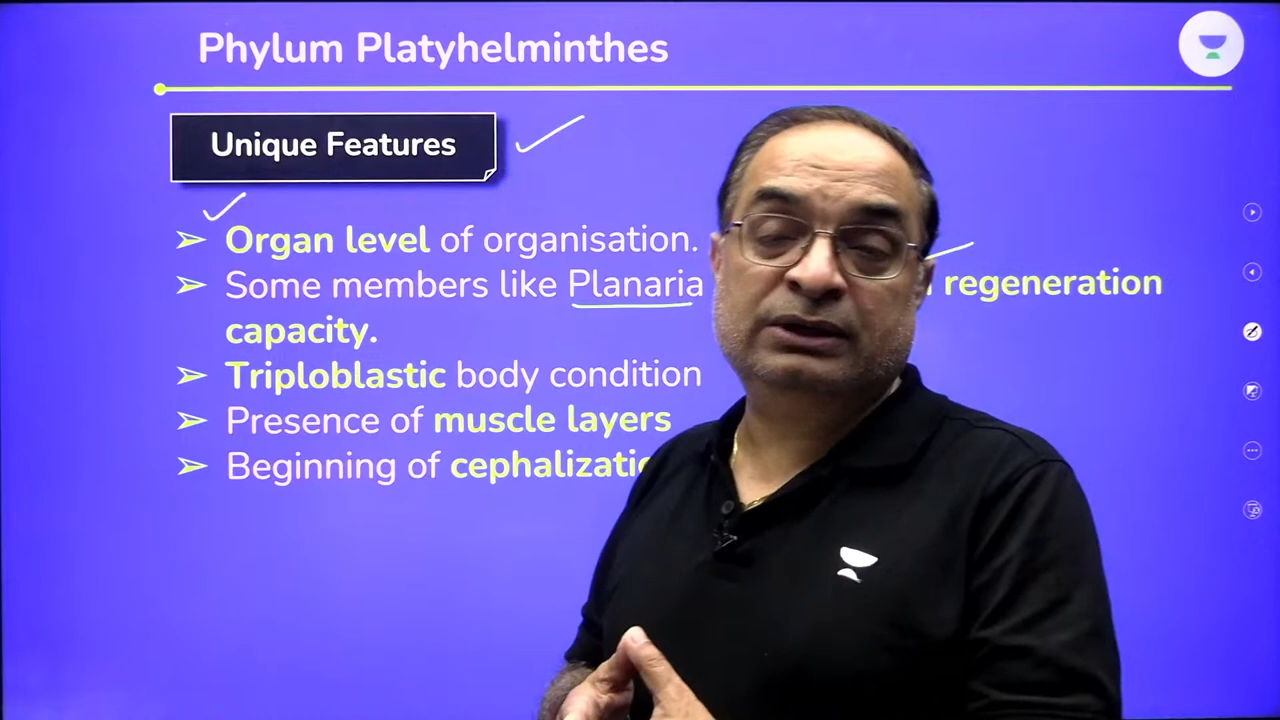 Phylum Platyhelminthes
Unique Features
➢ Organ level of organisation.
➢ Some members like Planaria regeneration
capacity.
➢ Triploblastic body condition
➢ Presence of muscle layers
➢ Beginning of